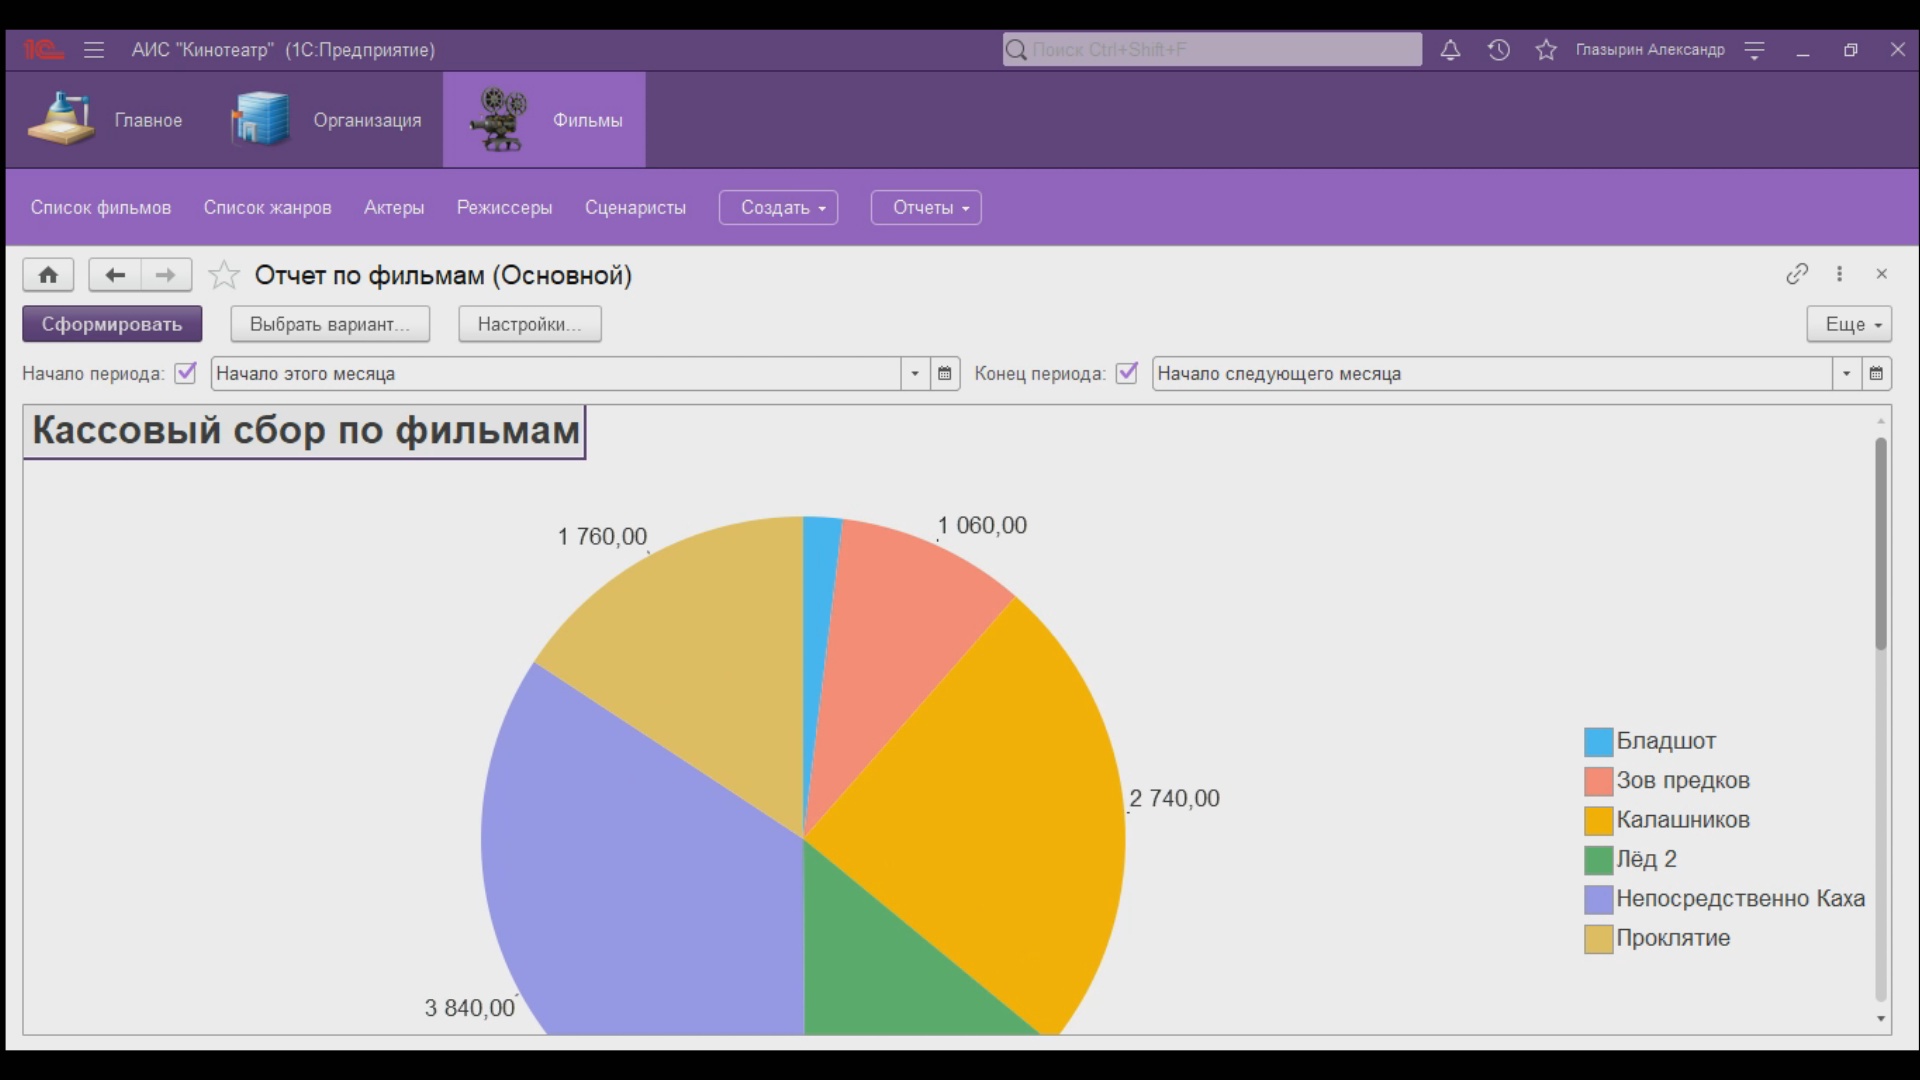 1С
АИС "Кинотеатр" (1С:Предприятие)
Поиск Ctrl+Shift+F
Глазырин Александр
Главное
Организация
Фильмы
Список фильмов
Список жанров
Актеры
Режиссеры
Сценаристы
Создать
Отчеты
Отчет по фильмам (Основной)
Сформировать
Выбрать вариант...
Настройки...
Еще
Начало периода:
Начало этого месяца
Конец периода:
Начало следующего месяца
Кассовый сбор по фильмам
1 760,00
1 060,00
2 740,00
3 840,00
Бладшот
Зов предков
Калашников
Лёд 2
Непосредственно Каха
Проклятие